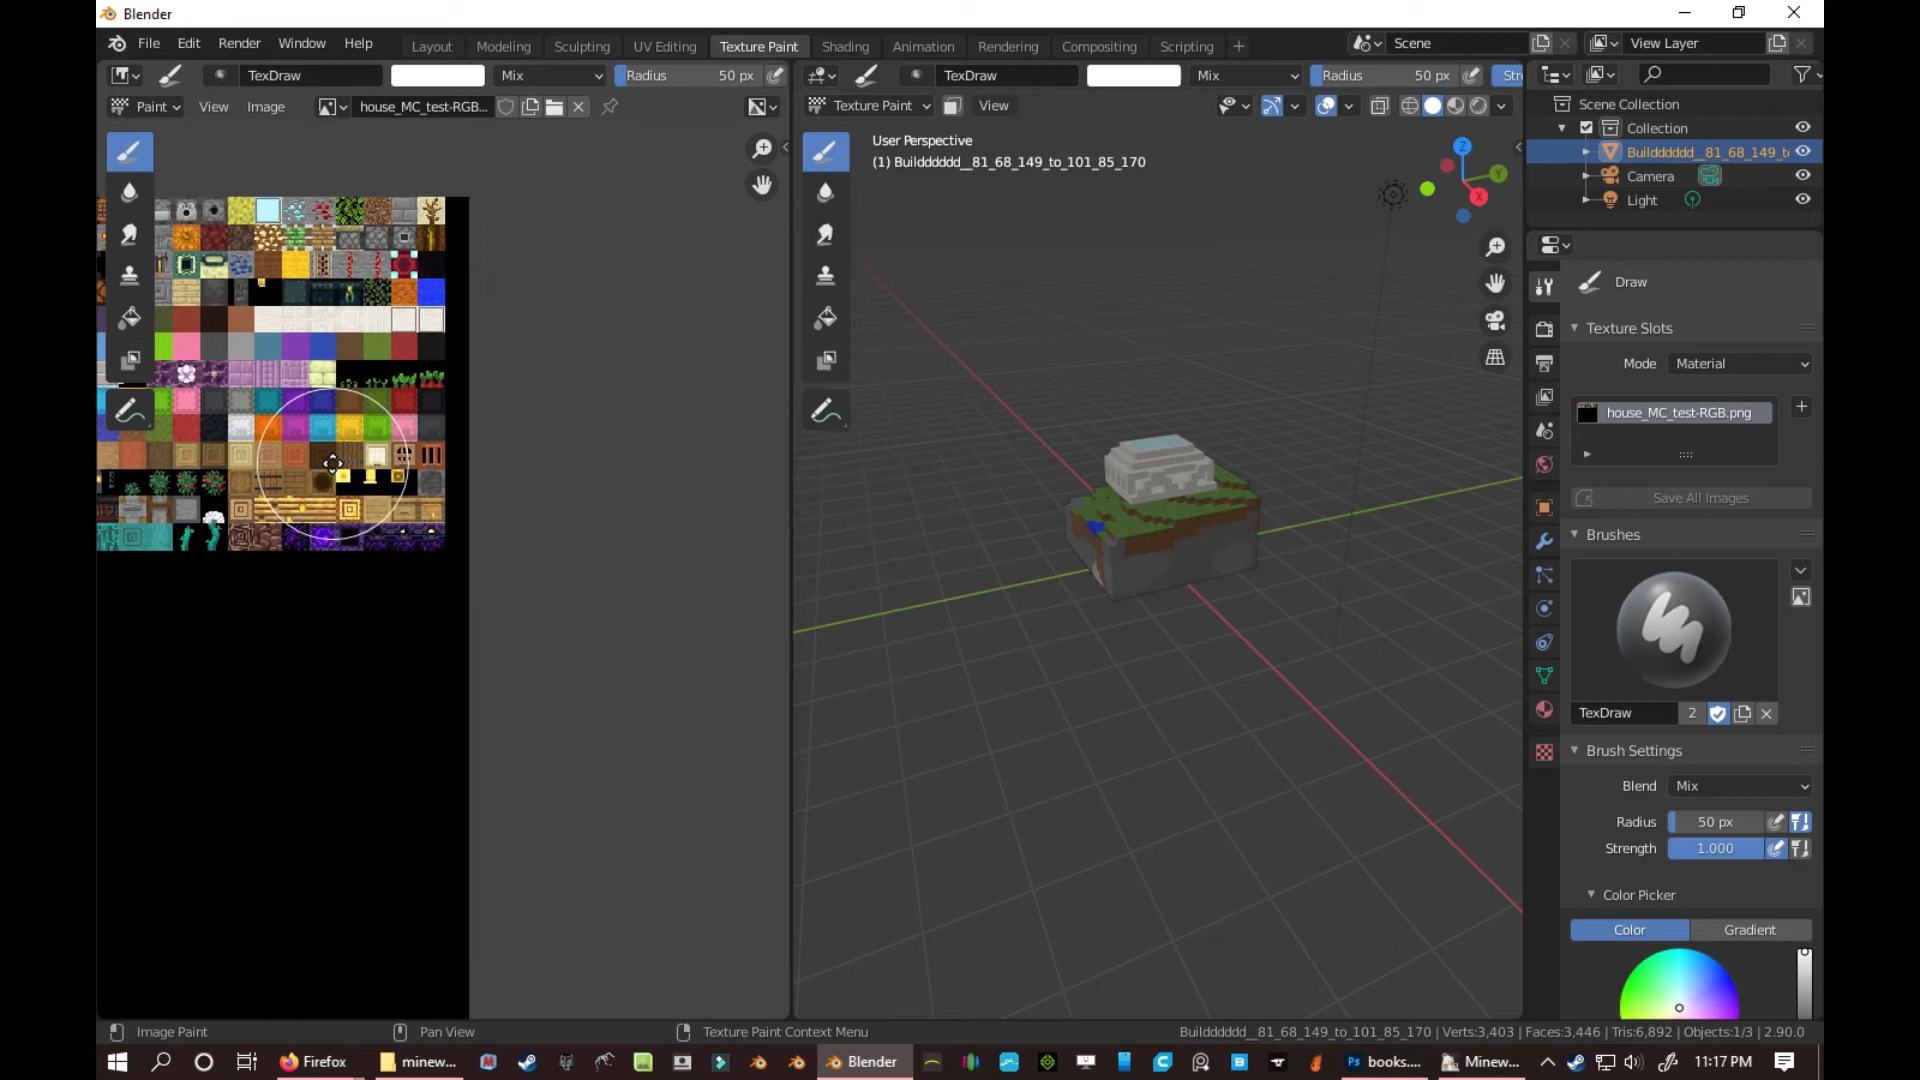 Blender
File Edit Render Window Help Layout Modeling Sculpting UV Editing Texture Paint Shading Animation Rendering Compositing Scripting + Scene View Layer
TexDraw Mix Radius 50 px TexDraw Mix Radius 50 px Str
Paint View Image house_MC_test-RGB... Texture Paint View
Scene Collection
Collection
Buildddddd__81_68_149_t
Camera
Light
User Perspective
(1) Buildddddd__81_68_149_to_101_85_170
Z
Y
X
Draw
Texture Slots
Mode Material
house_MC_test-RGB.png
Save All Images
Brushes
TexDraw 2
Brush Settings
Blend Mix
Radius 50 px
Strength 1.000
Color Picker
Color Gradient
Image Paint Pan View Texture Paint Context Menu Buildddddd__81_68_149_to_101_85_170 | Verts:3,403 | Faces:3,446 | Tris:6,892 | Objects:1/3 | 2.90.0
Firefox minew... Blender books.... Minew... 11:17 PM